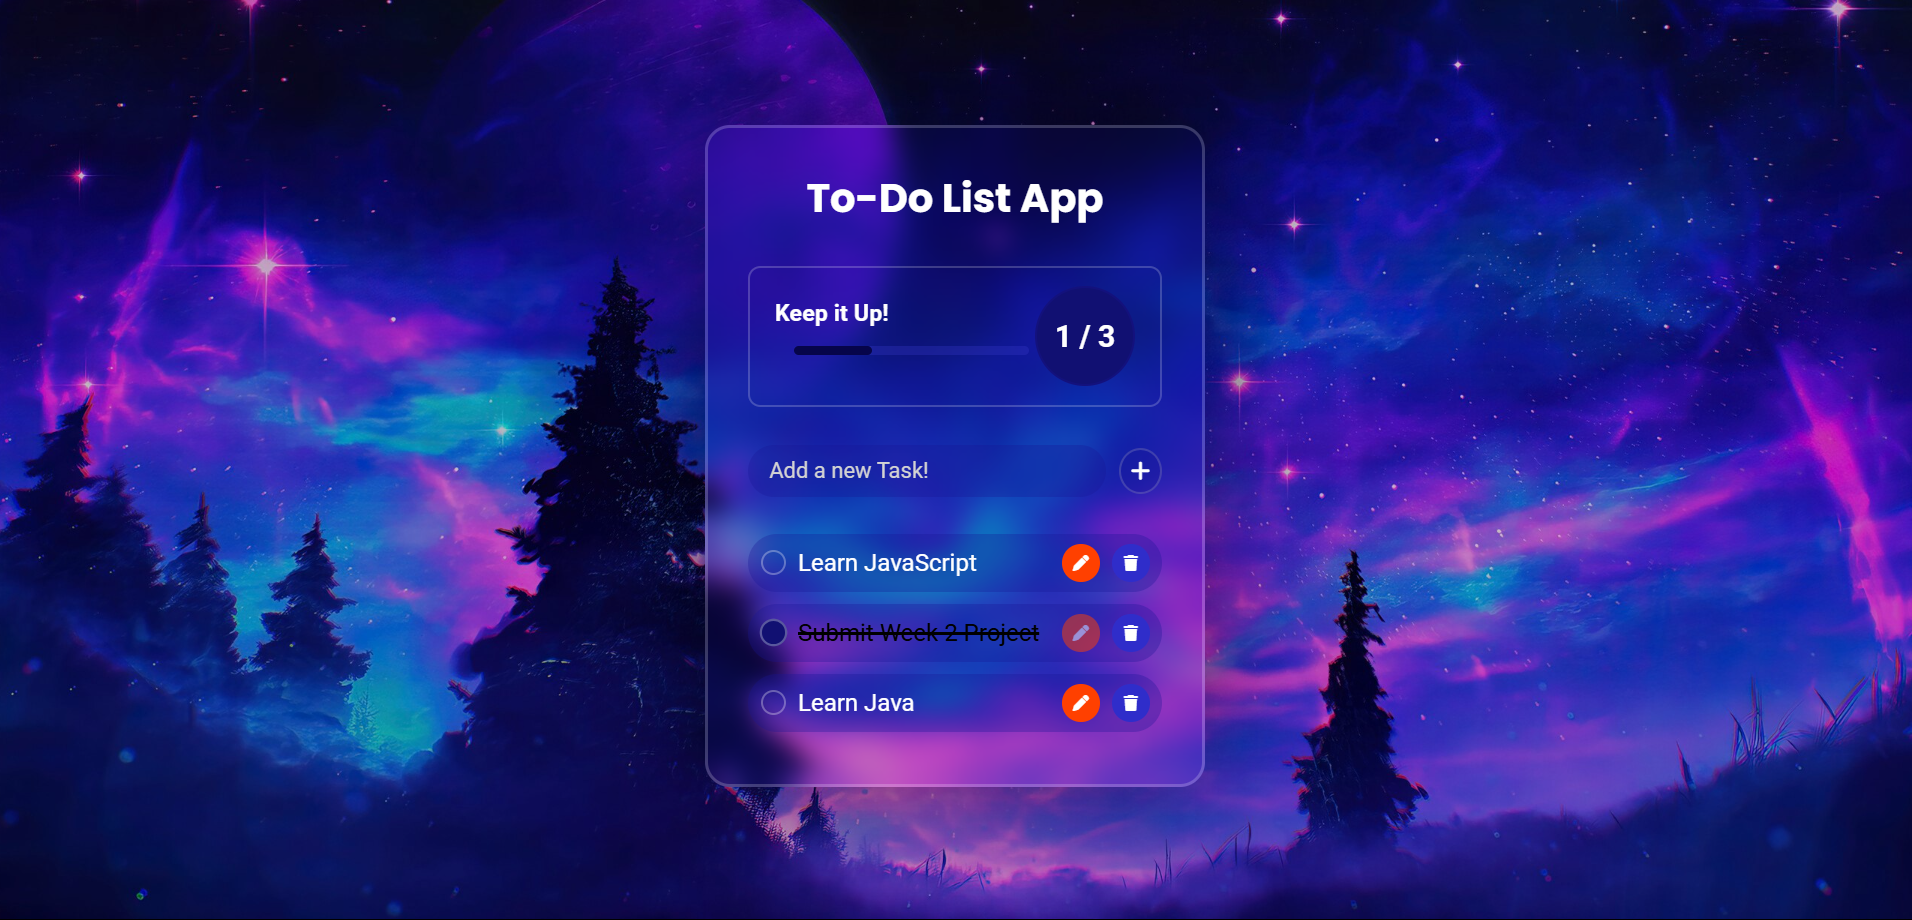 To-Do List App
Keep it Up!
1 / 3
Add a new Task!
Learn JavaScript
Submit Week 2 Project
Learn Java